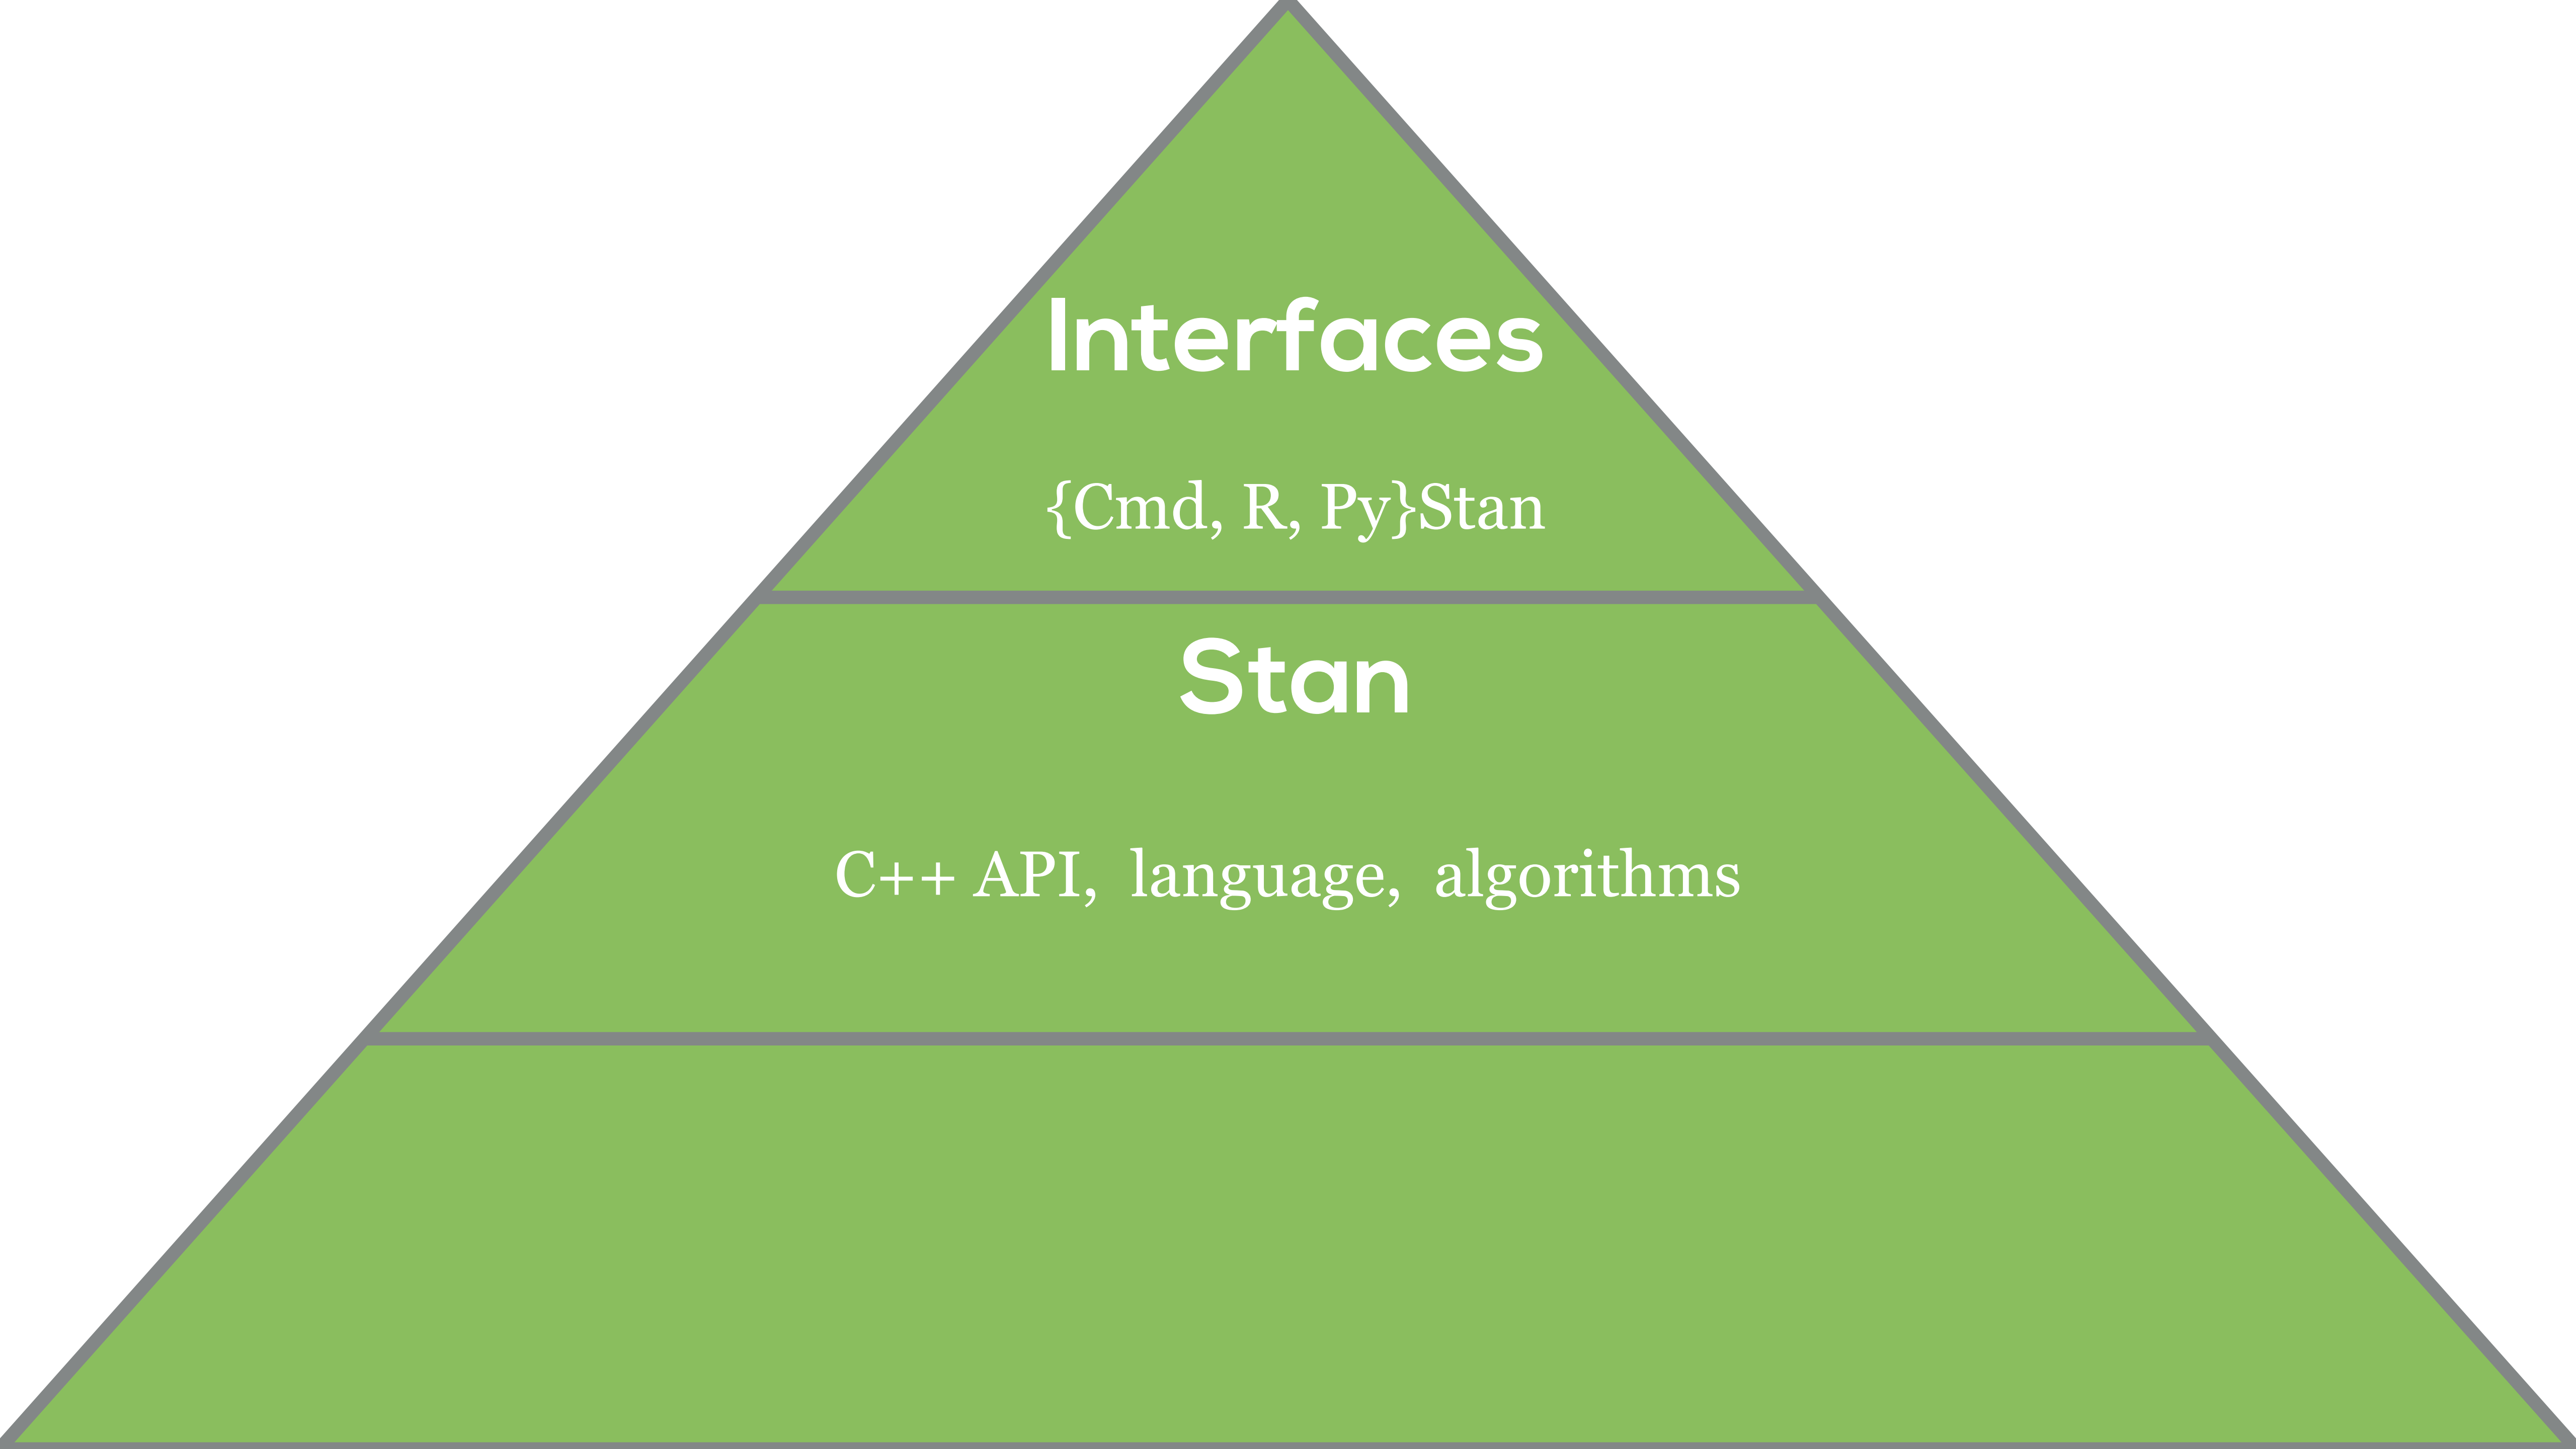 Interfaces
{Cmd, R, Py}Stan
Stan
C++ API, language, algorithms